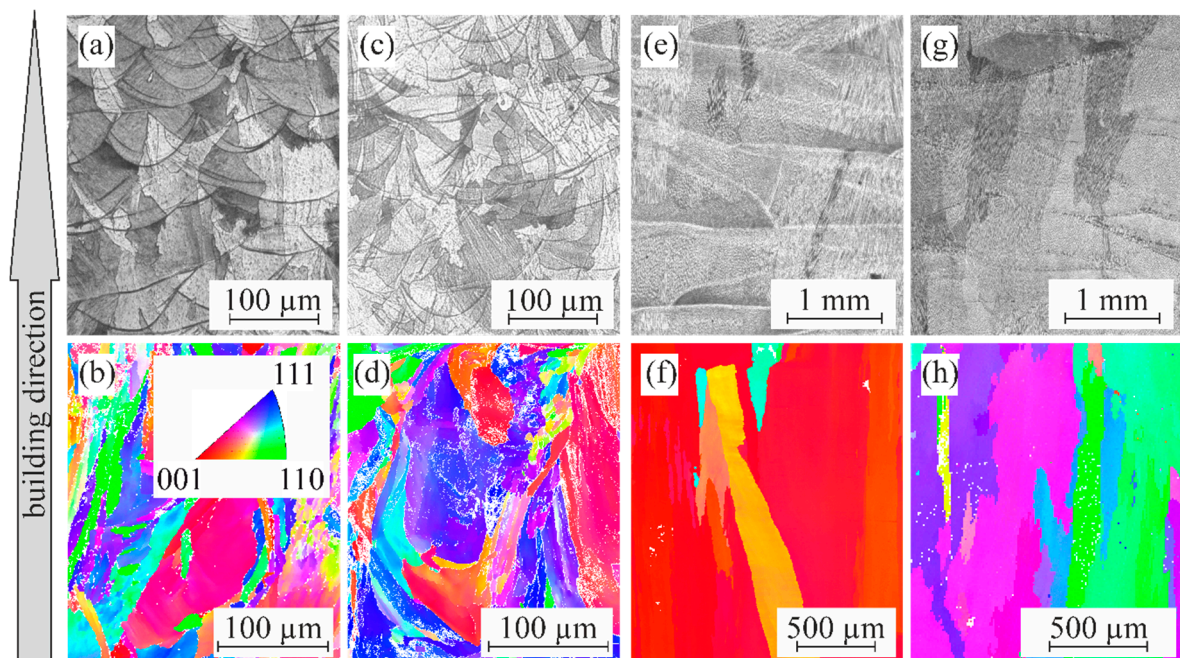 building direction
(a)
100 µm
(c)
100 µm
(e)
1 mm
(g)
1 mm
(b)
111
001
110
100 µm
(d)
100 µm
(f)
500 µm
(h)
500 µm